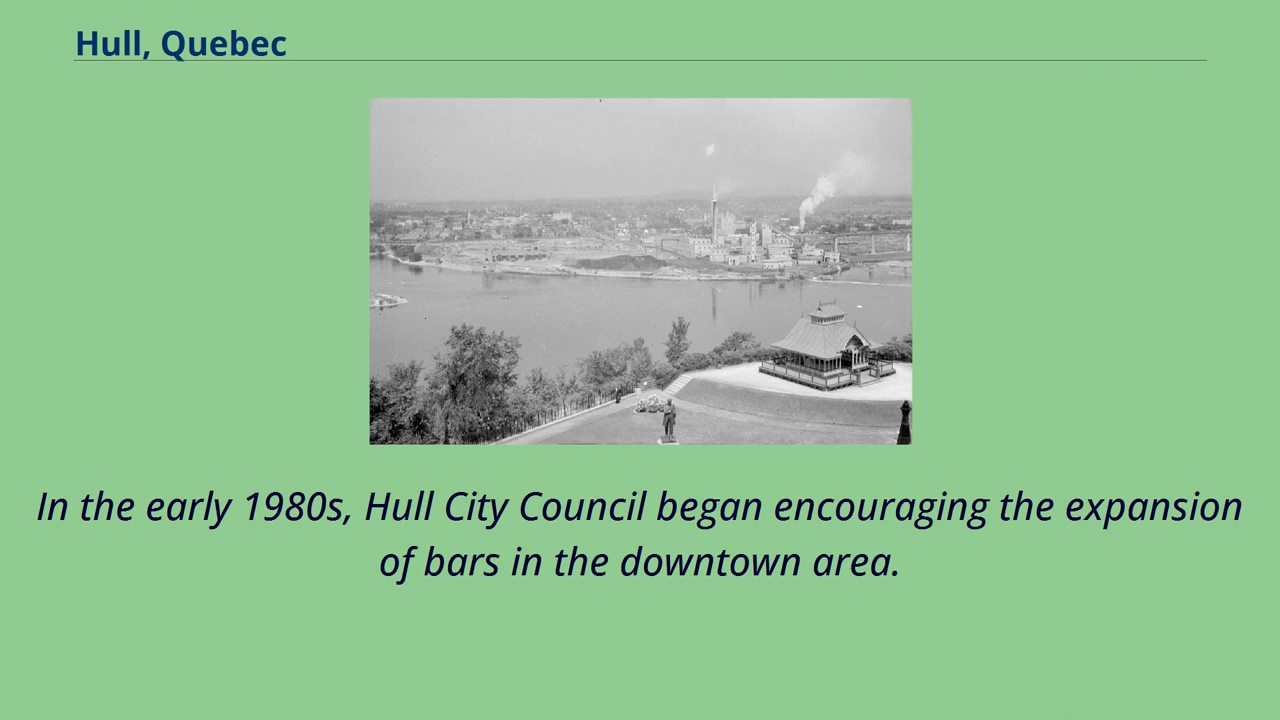 Hull, Quebec
In the early 1980s, Hull City Council began encouraging the expansion
of bars in the downtown area.